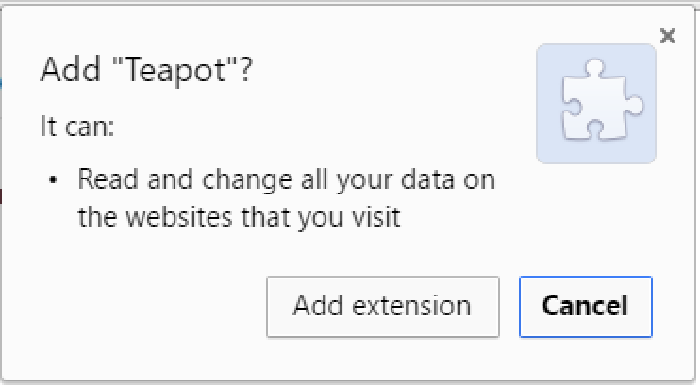 Add "Teapot"?
It can:
• Read and change all your data on
the websites that you visit
Add extension
Cancel